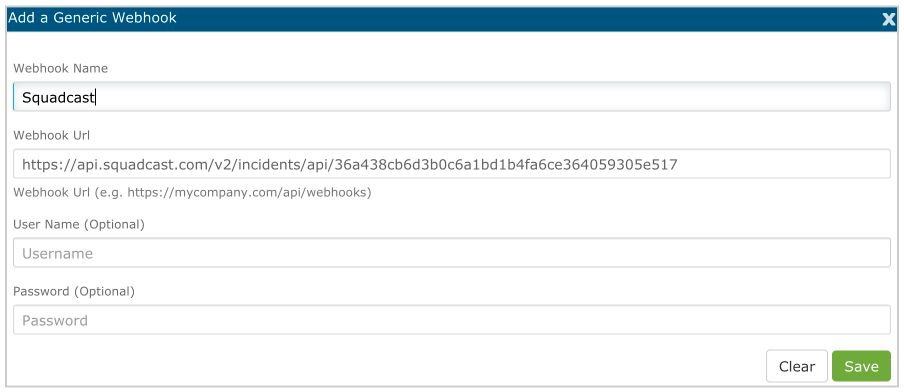 Add a Generic Webhook X
Webhook Name
Squadcast
Webhook Url
https://api.squadcast.com/v2/incidents/api/36a438cb6d3b0c6a1bd1b4fa6ce364059305e517
Webhook Url (e.g. https://mycompany.com/api/webhooks)
User Name (Optional)
Username
Password (Optional)
Password
Clear Save